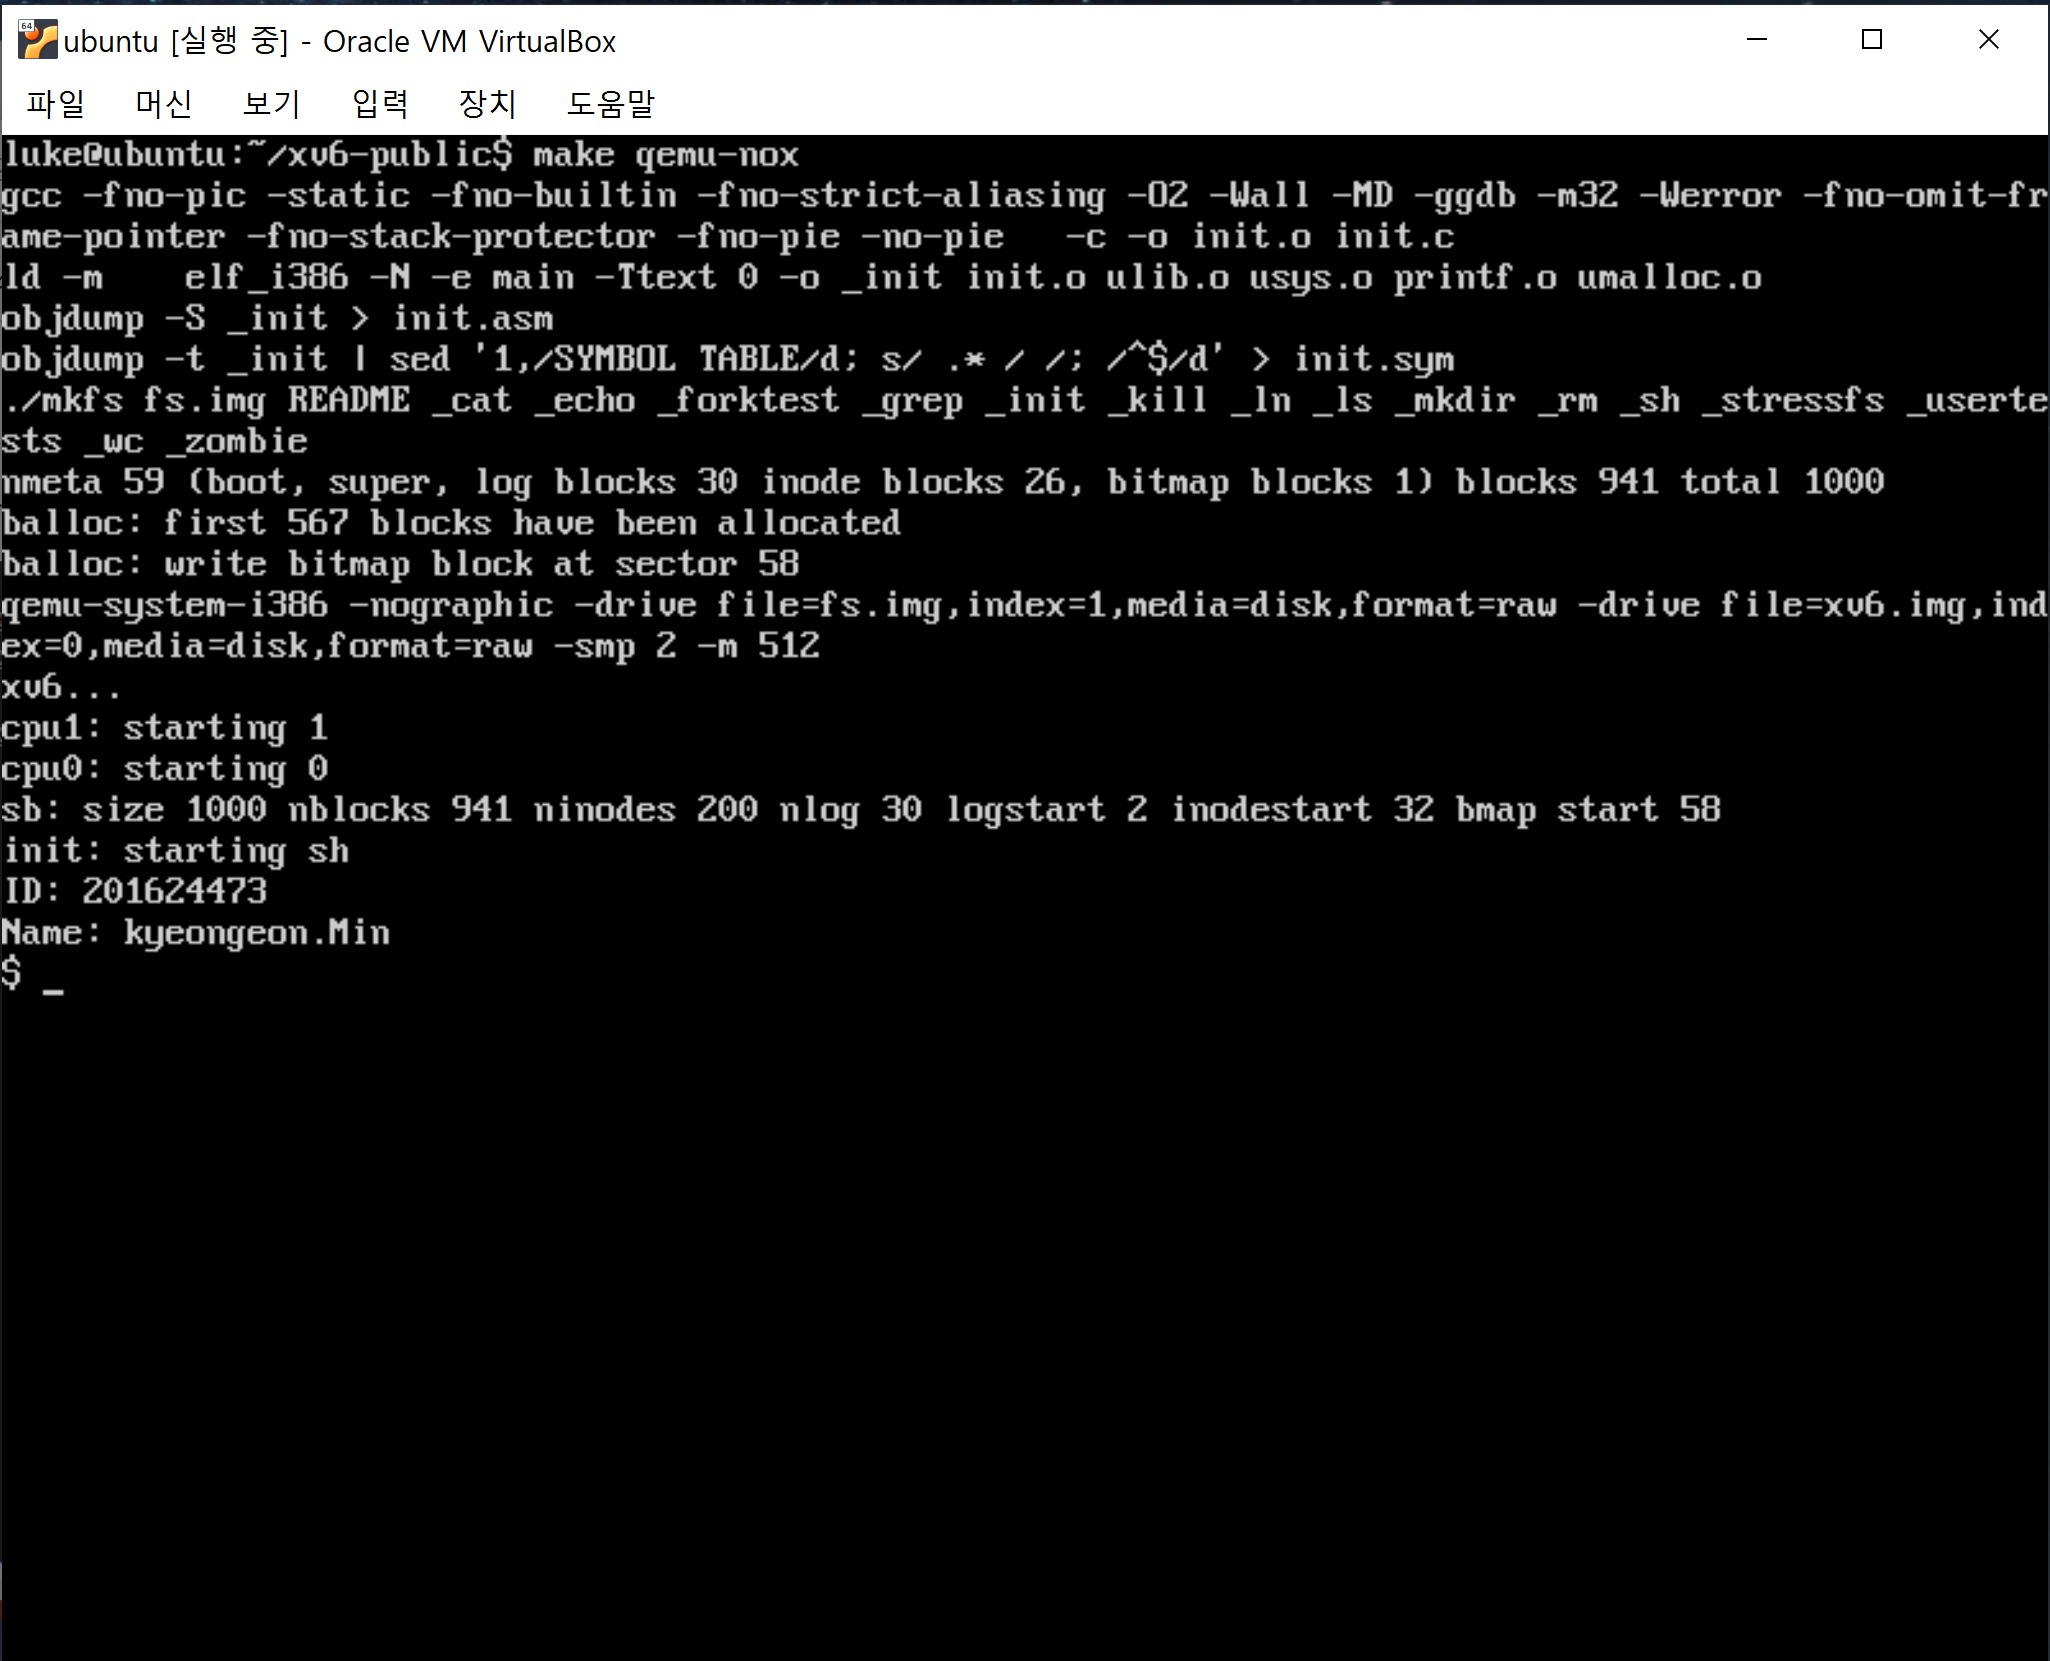 64
ubuntu [실행 중] - Oracle VM VirtualBox
파일 머신 보기 입력 장치 도움말
luke@ubuntu:~/xv6-public$ make qemu-nox
gcc -fno-pic -static -fno-builtin -fno-strict-aliasing -O2 -Wall -MD -ggdb -m32 -Werror -fno-omit-fr
ame-pointer -fno-stack-protector -fno-pie -no-pie   -c -o init.o init.c
ld -m    elf_i386 -N -e main -Ttext 0 -o _init init.o ulib.o usys.o printf.o umalloc.o
objdump -S _init > init.asm
objdump -t _init | sed '1,/SYMBOL TABLE/d; s/ .* / /; /^$/d' > init.sym
./mkfs fs.img README _cat _echo _forktest _grep _init _kill _ln _ls _mkdir _rm _sh _stressfs _userte
sts _wc _zombie
nmeta 59 (boot, super, log blocks 30 inode blocks 26, bitmap blocks 1) blocks 941 total 1000
balloc: first 567 blocks have been allocated
balloc: write bitmap block at sector 58
qemu-system-i386 -nographic -drive file=fs.img,index=1,media=disk,format=raw -drive file=xv6.img,ind
ex=0,media=disk,format=raw -smp 2 -m 512
xv6...
cpu1: starting 1
cpu0: starting 0
sb: size 1000 nblocks 941 ninodes 200 nlog 30 logstart 2 inodestart 32 bmap start 58
init: starting sh
ID: 201624473
Name: kyeongeon.Min
$ _